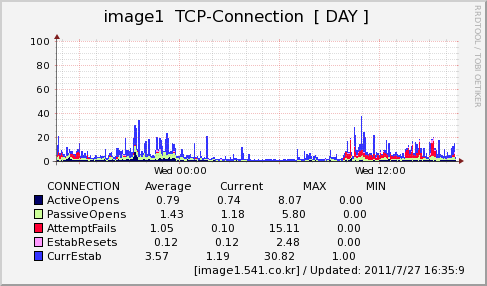 image1 TCP-Connection [ DAY ]
RRDTOOL / TOBI OETIKER
100
80
60
40
20
0
Wed 00:00 Wed 12:00
CONNECTION Average Current MAX MIN
ActiveOpens 0.79 0.74 8.07 0.00
PassiveOpens 1.43 1.18 5.80 0.00
AttemptFails 1.05 0.10 15.11 0.00
EstabResets 0.12 0.12 2.48 0.00
CurrEstab 3.57 1.19 30.82 1.00
[image1.541.co.kr] / Updated: 2011/7/27 16:35:9